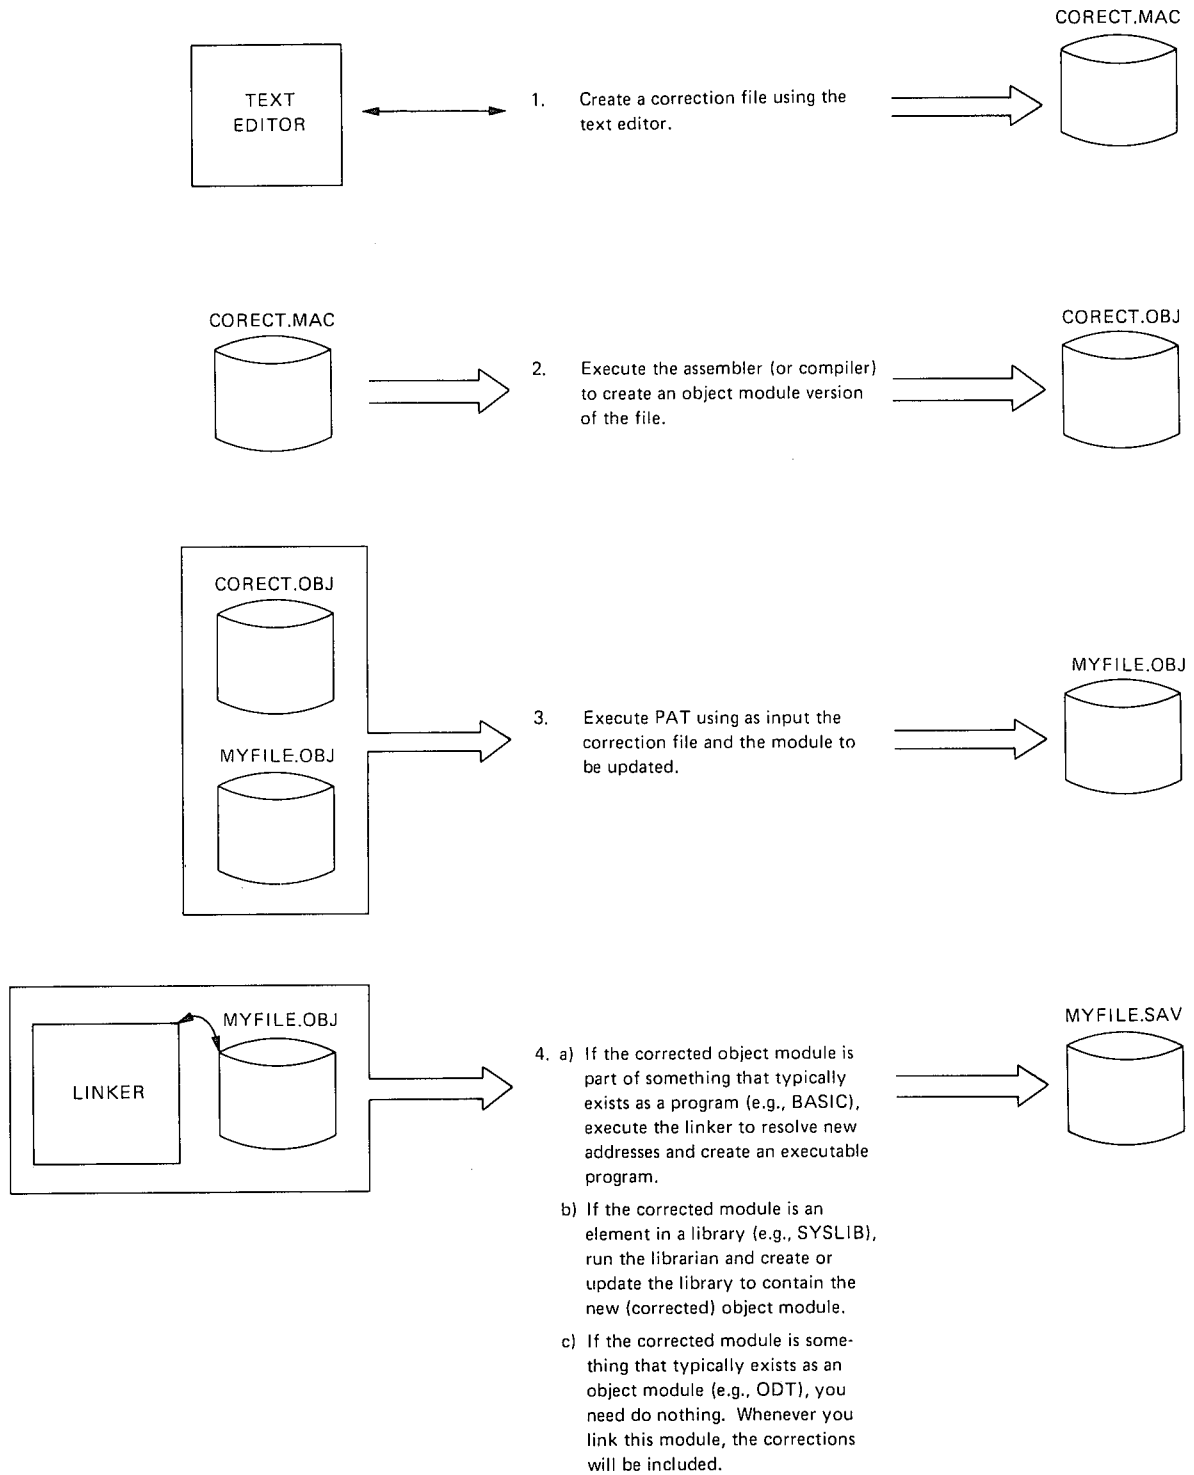 CORECT.MAC
TEXT
EDITOR
1. Create a correction file using the
text editor.
CORECT.MAC
2. Execute the assembler (or compiler)
to create an object module version
of the file.
CORECT.OBJ
CORECT.OBJ
MYFILE.OBJ
3. Execute PAT using as input the
correction file and the module to
be updated.
MYFILE.OBJ
LINKER
MYFILE.OBJ
4. a) If the corrected object module is
part of something that typically
exists as a program (e.g., BASIC),
execute the linker to resolve new
addresses and create an executable
program.
b) If the corrected module is an
element in a library (e.g., SYSLIB),
run the librarian and create or
update the library to contain the
new (corrected) object module.
c) If the corrected module is some-
thing that typically exists as an
object module (e.g., ODT), you
need do nothing. Whenever you
link this module, the corrections
will be included.
MYFILE.SAV